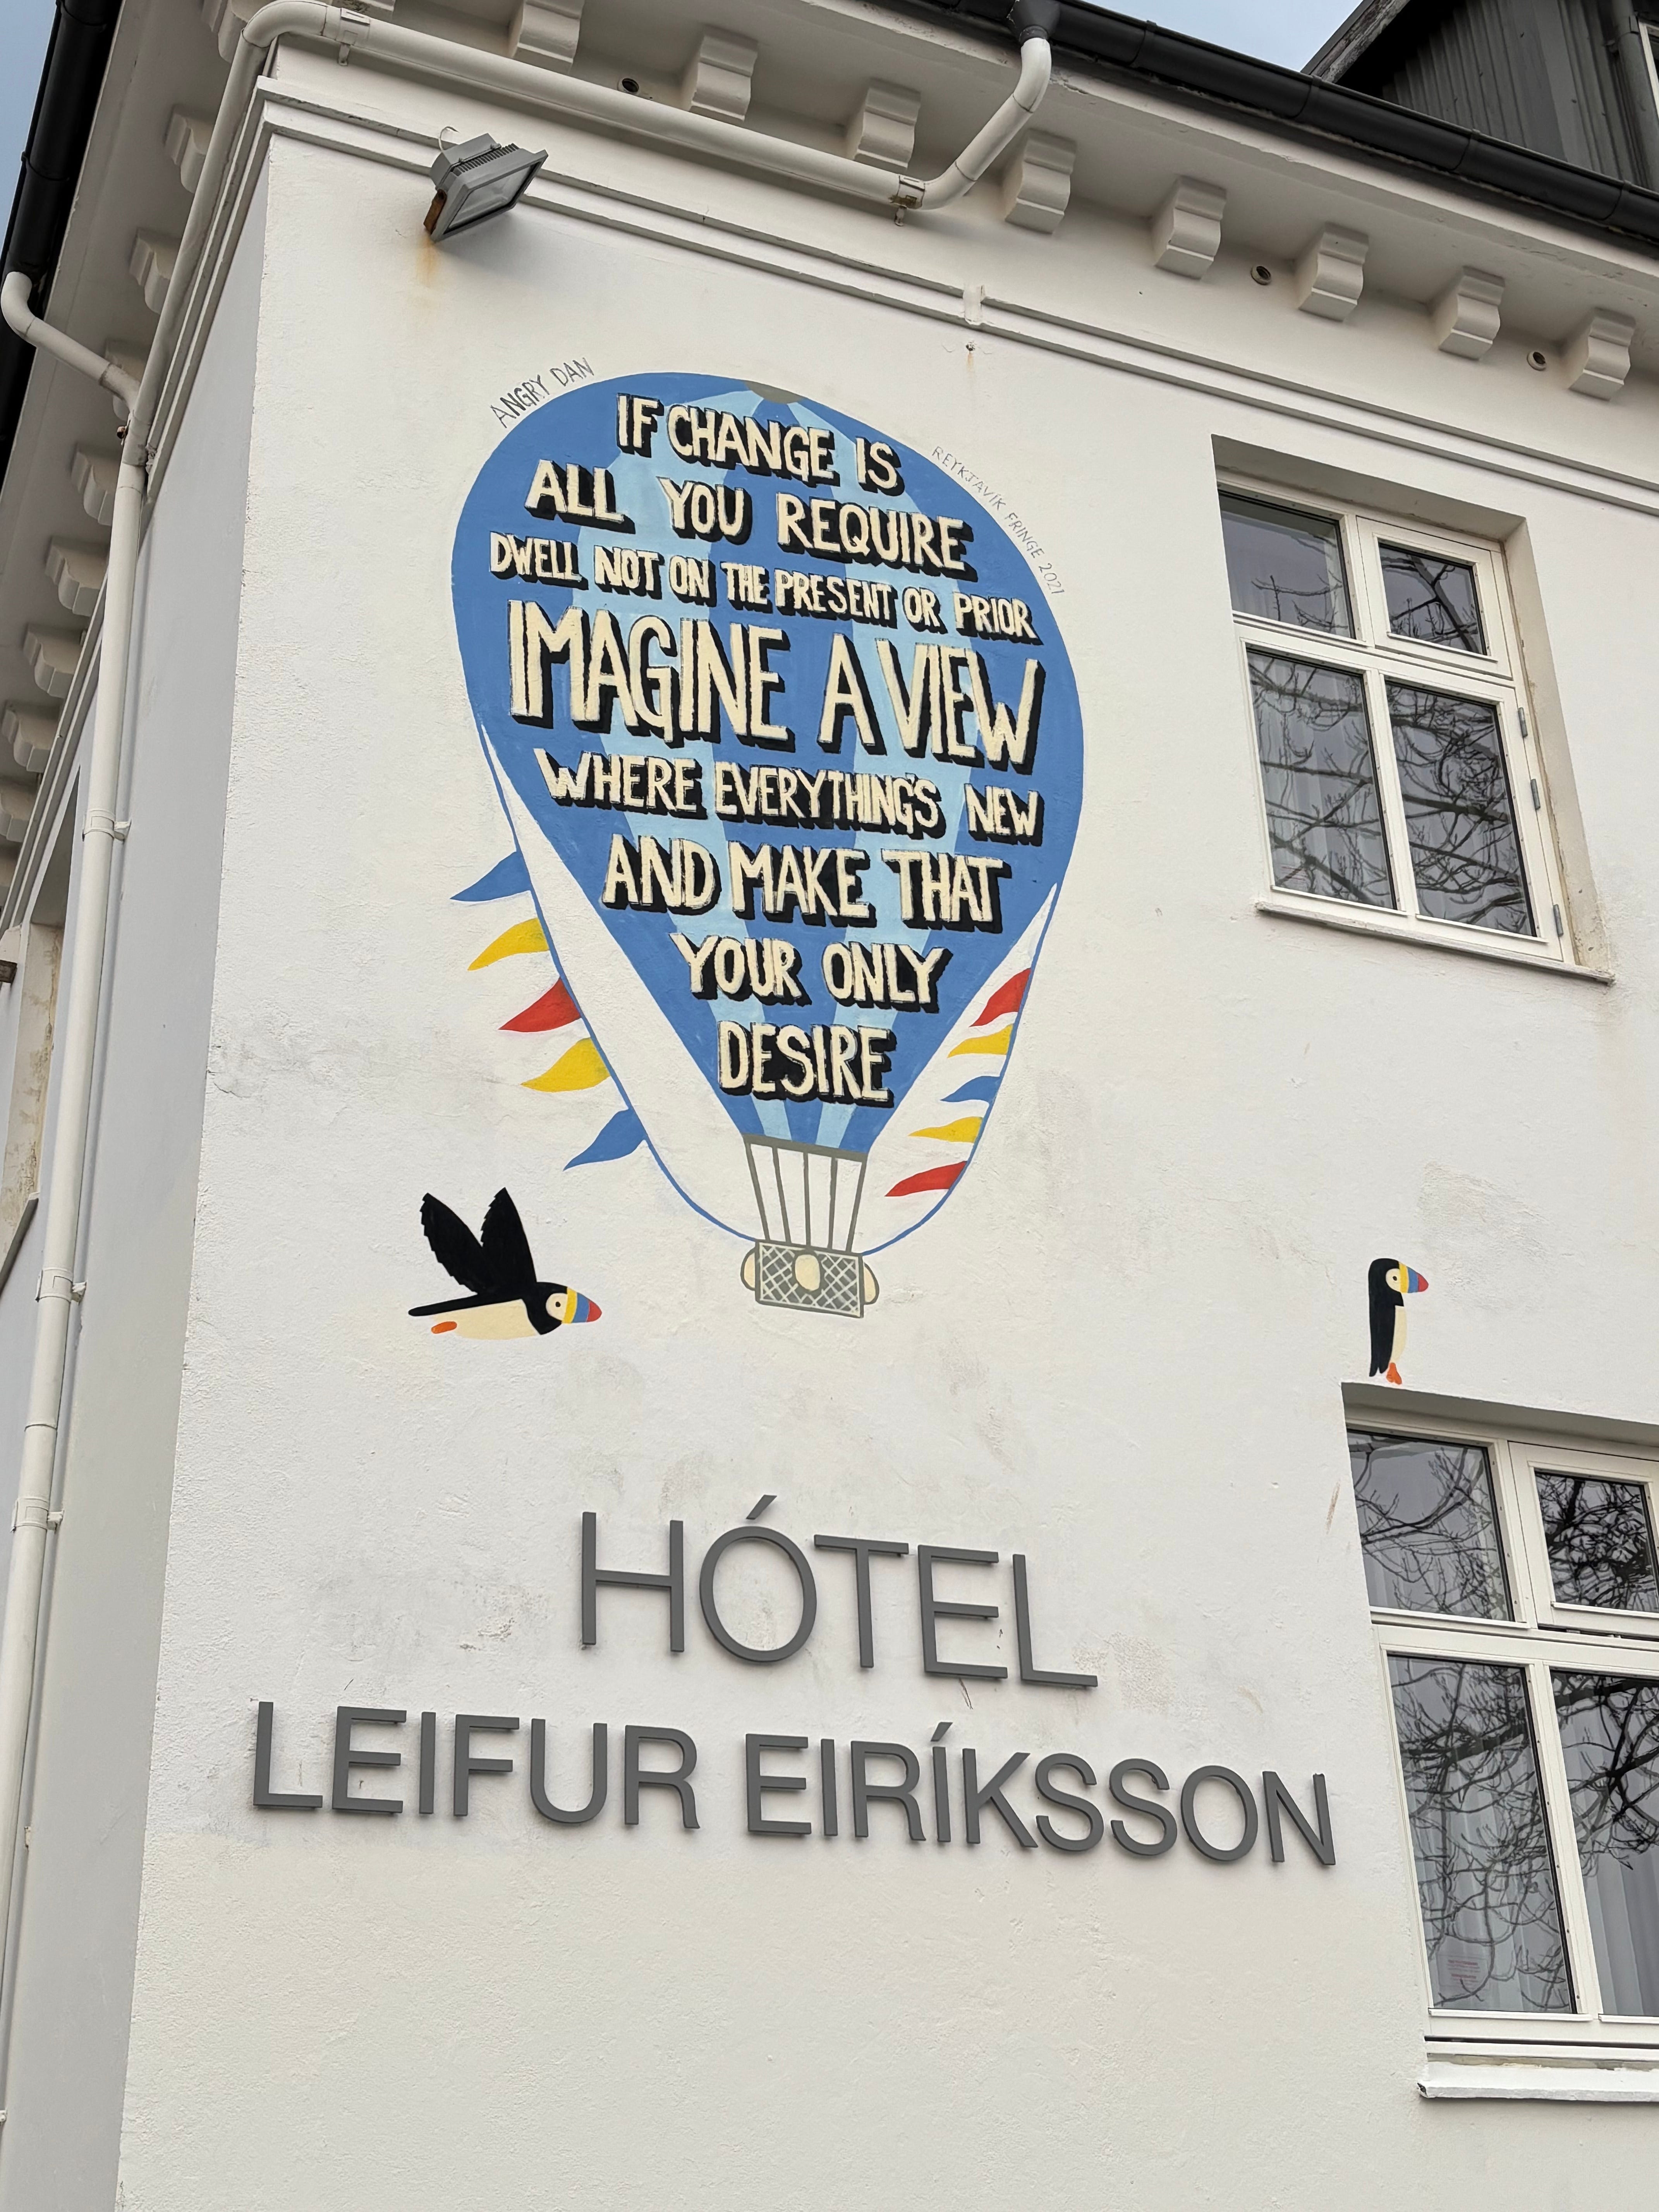 ANGRY DAN
REYKJAVÍK FRINGE 2021
IF CHANGE IS
ALL YOU REQUIRE
DWELL NOT ON THE PRESENT OR PRIOR
IMAGINE A VIEW
WHERE EVERYTHING'S NEW
AND MAKE THAT
YOUR ONLY
DESIRE
HÓTEL
LEIFUR EIRÍKSSON